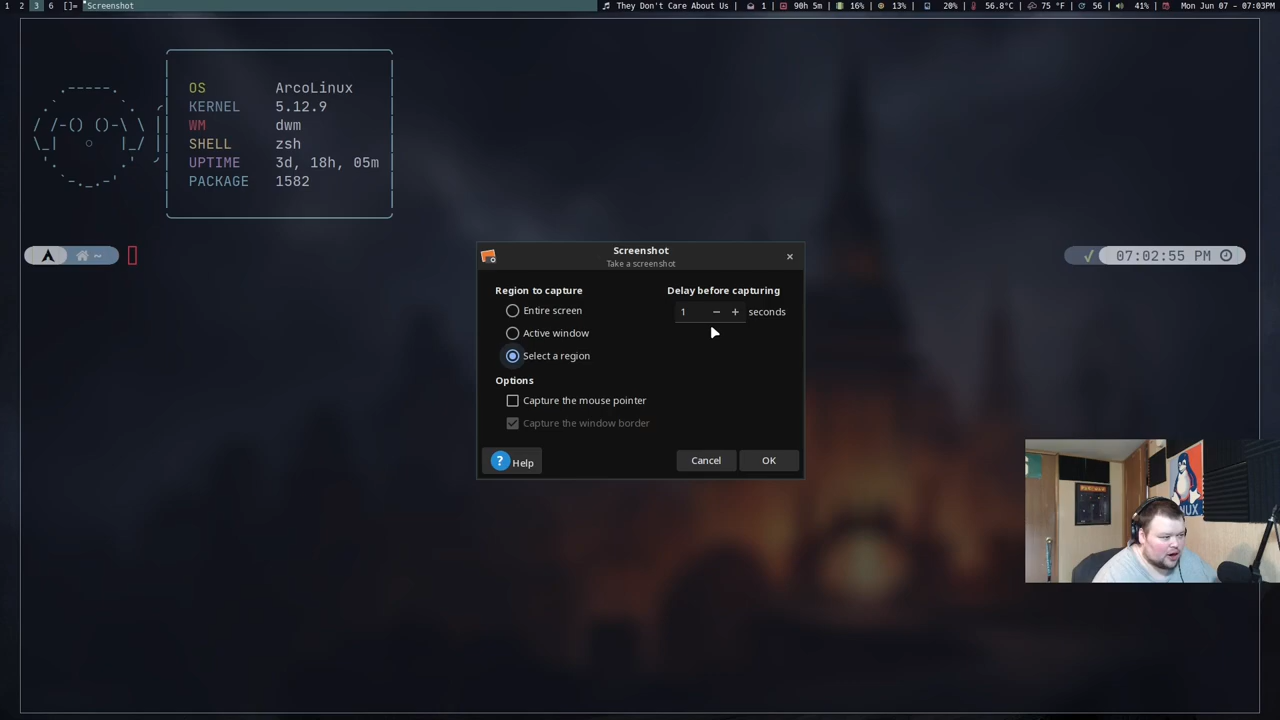 1 2 3 6 []= Screenshot They Don't Care About Us | 1 | 90h 5m | 16% | 13% | 20% | 56.8°C | 75 °F | 56 | 41% | Mon Jun 07 - 07:03PM
OS ArcoLinux
KERNEL 5.12.9
WM dwm
SHELL zsh
UPTIME 3d, 18h, 05m
PACKAGE 1582
~
✓ 07:02:55 PM
Screenshot
Take a screenshot
×
Region to capture
Entire screen
Active window
Select a region
Delay before capturing
1 − + seconds
Options
Capture the mouse pointer
Capture the window border
? Help
Cancel
OK